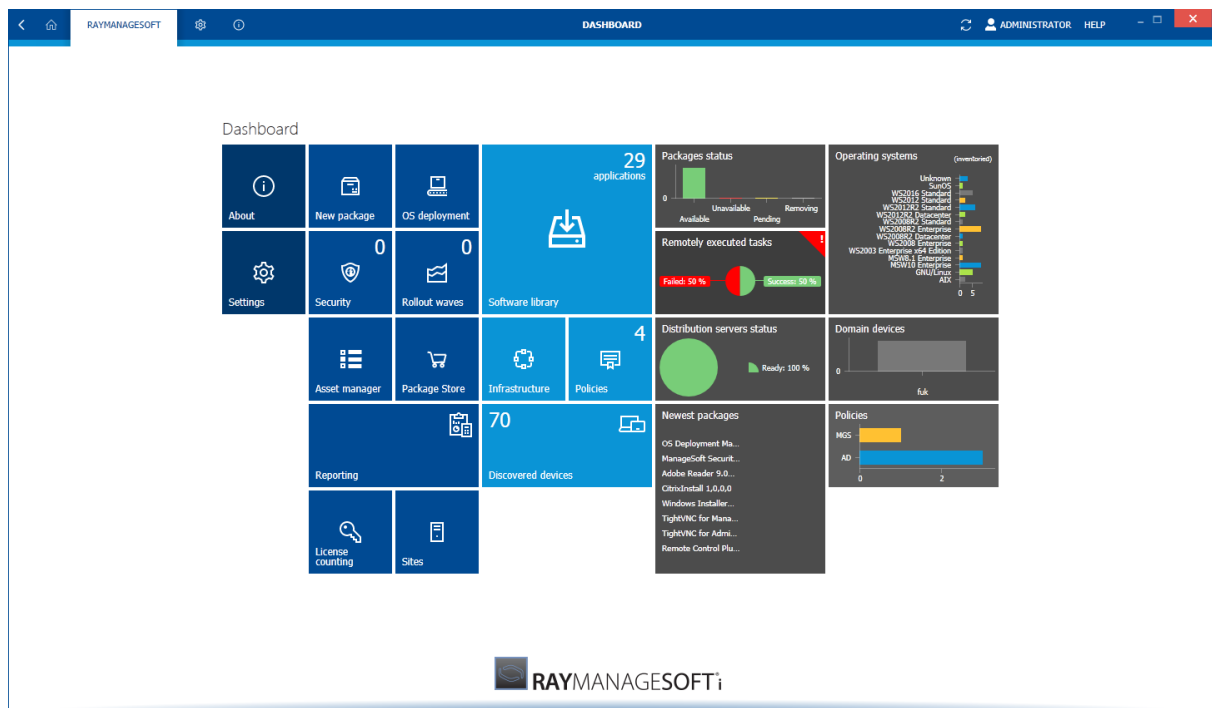 RAYMANAGESOFT
DASHBOARD
ADMINISTRATOR
HELP
Dashboard
About
New package
OS deployment
29
applications
Software library
Settings
0
Security
0
Rollout waves
Asset manager
Package Store
Infrastructure
4
Policies
Reporting
70
Discovered devices
License
counting
Sites
Packages status
0
Unavailable
Removing
Available
Pending
Remotely executed tasks
!
Failed: 50 %
Success: 50 %
Distribution servers status
Ready: 100 %
Newest packages
OS Deployment Ma...
ManageSoft Securit...
Adobe Reader 9.0...
CitrixInstall 1,0,0,0
Windows Installer...
TightVNC for Mana...
TightVNC for Admi...
Remote Control Plu...
Operating systems
(inventoried)
Unknown
SunOS
WS2016 Standard
WS2012 Standard
WS2012R2 Standard
WS2012R2 Datacenter
WS2008R2 Standard
WS2008R2 Enterprise
WS2008R2 Datacenter
WS2008 Enterprise
WS2003 Enterprise x64 Edition
MSW8.1 Enterprise
MSW10 Enterprise
GNU/Linux
AIX
0 5
Domain devices
0
fuk
Policies
MGS
AD
0 2
RAYMANAGESOFT®i